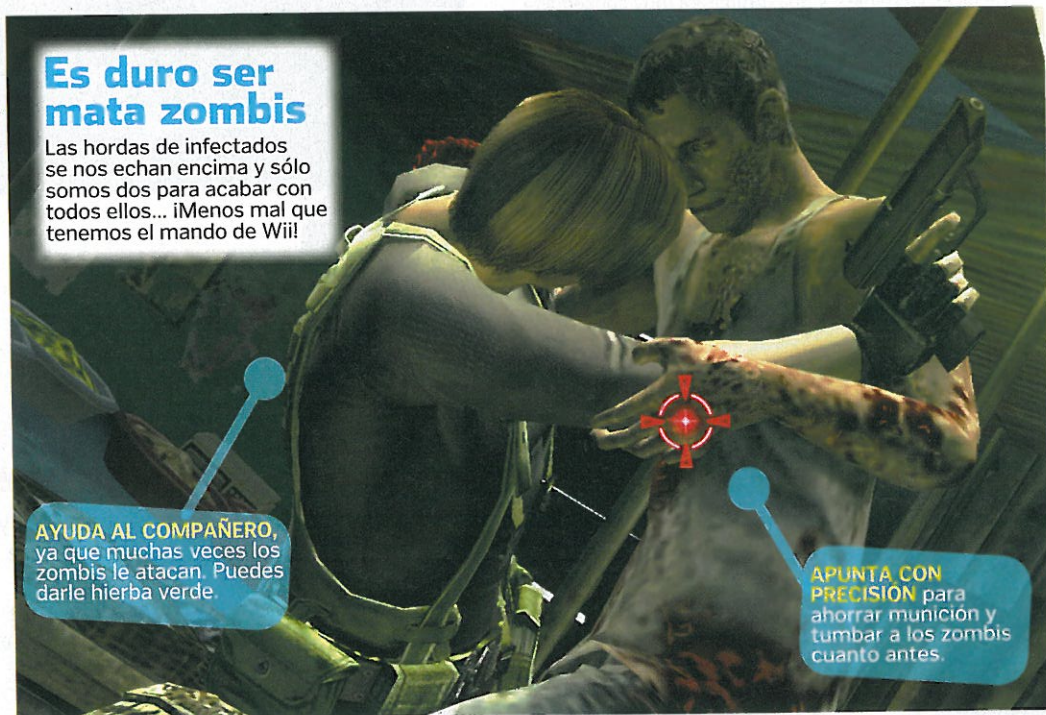 Es duro ser
mata zombis
Las hordas de infectados
se nos echan encima y sólo
somos dos para acabar con
todos ellos... ¡Menos mal que
tenemos el mando de Wii!
AYUDA AL COMPAÑERO,
ya que muchas veces los
zombis le atacan. Puedes
darle hierba verde.
APUNTA CON
PRECISIÓN para
ahorrar munición y
tumbar a los zombis
cuanto antes.